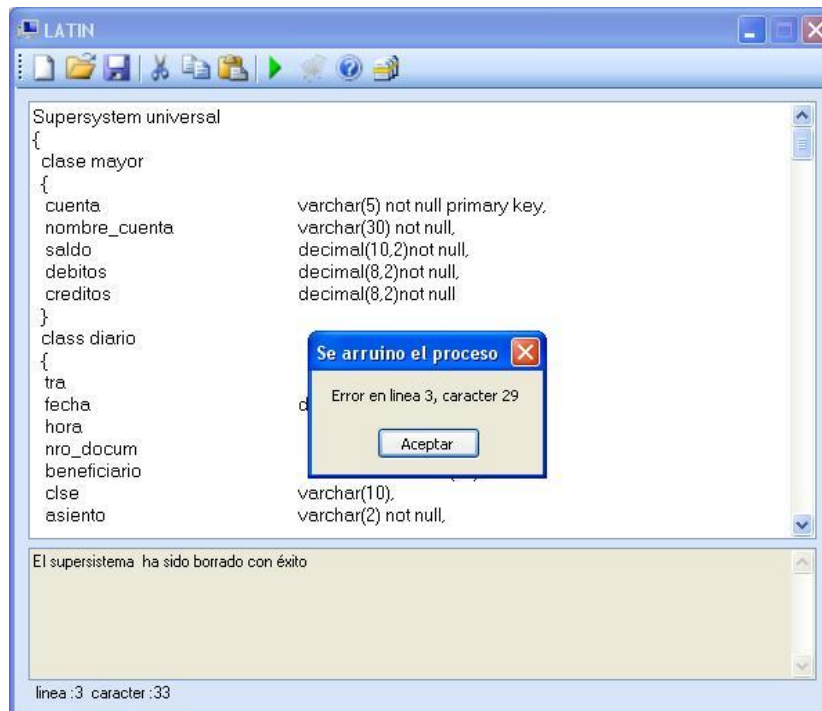 LATIN
Supersystem universal
{
clase mayor
{
cuenta varchar(5) not null primary key,
nombre_cuenta varchar(30) not null,
saldo decimal(10,2)not null,
debitos decimal(8,2)not null,
creditos decimal(8,2)not null
}
class diario
{
tra
fecha d
hora
nro_docum
beneficiario
clse varchar(10),
asiento varchar(2) not null,
Se arruino el proceso
Error en linea 3, caracter 29
Aceptar
El supersistema ha sido borrado con éxito
linea :3 caracter :33